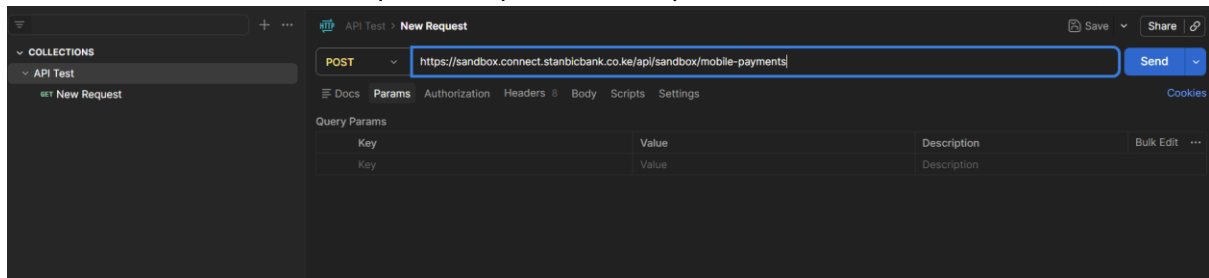 API Test > New Request
Save
Share
COLLECTIONS
API Test
GET New Request
POST
https://sandbox.connect.stanbicbank.co.ke/api/sandbox/mobile-payments
Send
Docs Params Authorization Headers 8 Body Scripts Settings
Cookies
Query Params
Key Value Description Bulk Edit
Key Value Description